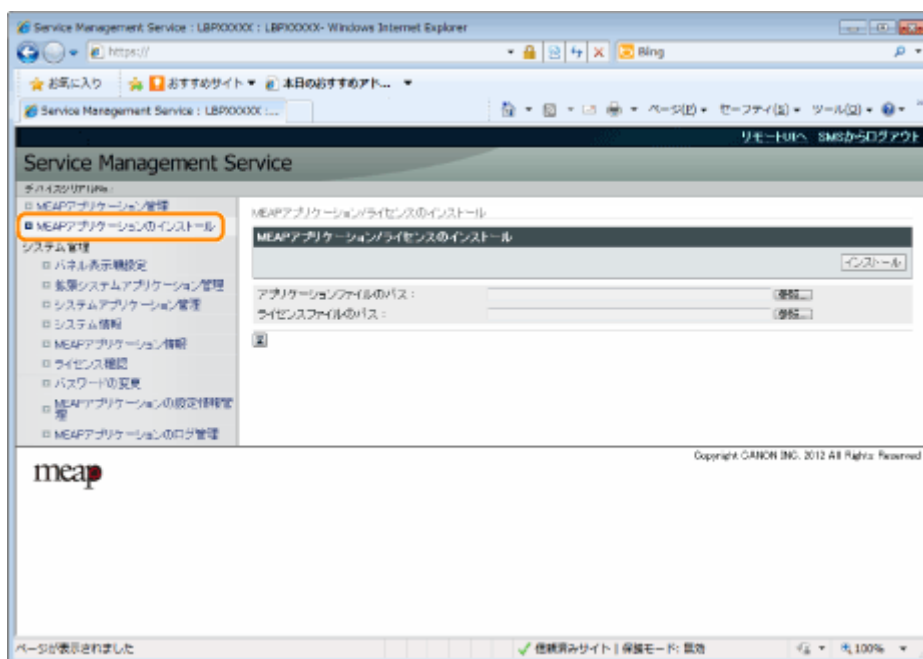 Service Management Service : LBPXXXXX : LBPXXXXX- Windows Internet Explorer
https://
Bing
お気に入り おすすめサイト 本日のおすすめアド...
Service Management Service : LBPXXXXX :...
ページ(P) セーフティ(S) ツール(O)
リモートUIへ SMSからログアウト
Service Management Service
デバイスシリアルNo.:
MEAPアプリケーション管理
MEAPアプリケーションのインストール
システム管理
パネル表示順設定
拡張システムアプリケーション管理
システムアプリケーション管理
システム情報
MEAPアプリケーション情報
ライセンス確認
パスワードの変更
MEAPアプリケーションの設定情報管理
MEAPアプリケーションのログ管理
MEAPアプリケーション/ライセンスのインストール
MEAPアプリケーション/ライセンスのインストール
インストール
アプリケーションファイルのパス : 参照...
ライセンスファイルのパス : 参照...
Copyright CANON INC. 2012 All Rights Reserved
meap
ページが表示されました 信頼済みサイト | 保護モード: 無効 100%